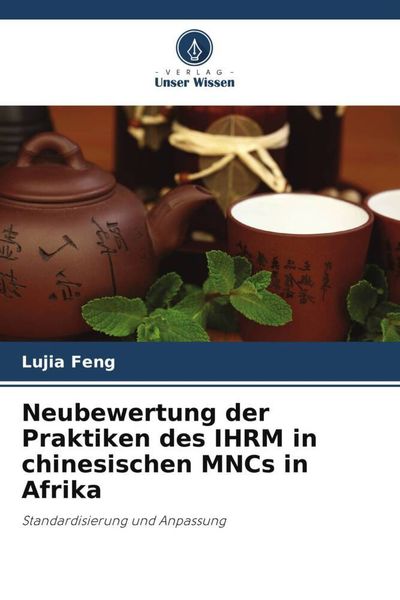 - VERLAG -
Unser Wissen
Lujia Feng
Neubewertung der
Praktiken des IHRM in
chinesischen MNCs in
Afrika
Standardisierung und Anpassung